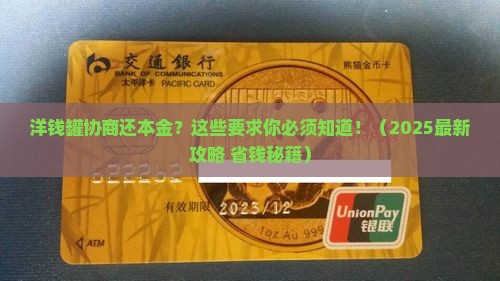 交通銀行
BANK OF COMMUNICATIONS
太平洋卡 PACIFIC CARD
熊猫金币卡
洋钱罐协商还本金？这些要求你必须知道！（2025最新
攻略 省钱秘籍）
622262
有效期限 2023/12
1oz Au .999
ATM
UnionPay
银联